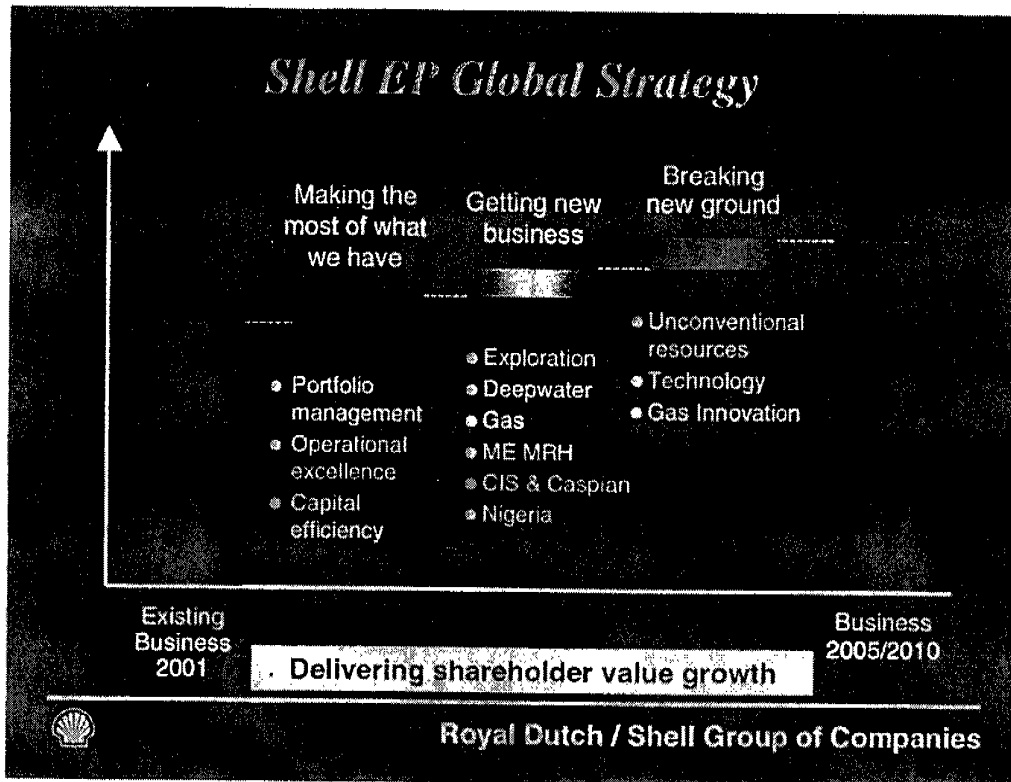 Shell EP Global Strategy
Making the
most of what
we have
Getting new
business
Breaking
new ground
• Portfolio
management
• Operational
excellence
• Capital
efficiency
• Exploration
• Deepwater
• Gas
• ME MRH
• CIS & Caspian
• Nigeria
• Unconventional
resources
• Technology
• Gas Innovation
Existing
Business
2001
Business
2005/2010
Delivering shareholder value growth
Royal Dutch / Shell Group of Companies